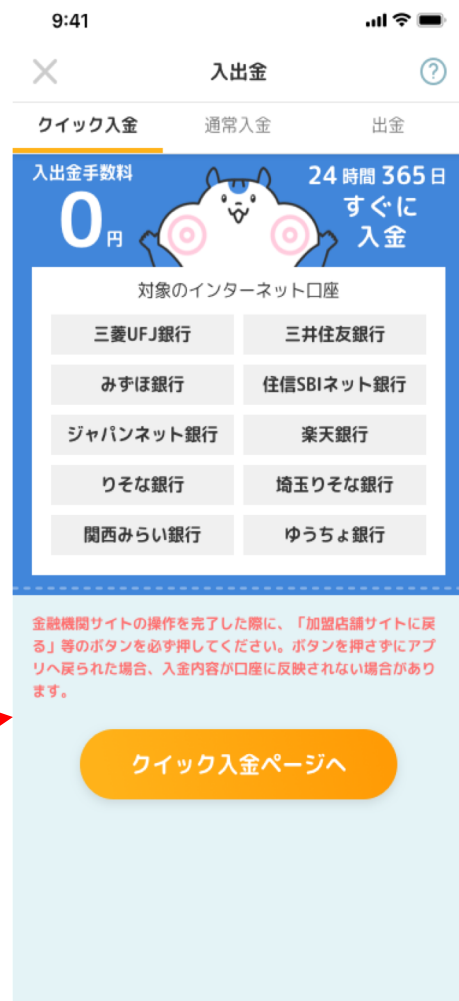 9:41
入出金
?
クイック入金
通常入金
出金
入出金手数料
0円
24時間365日
すぐに
入金
対象のインターネット口座
三菱UFJ銀行
三井住友銀行
みずほ銀行
住信SBIネット銀行
ジャパンネット銀行
楽天銀行
りそな銀行
埼玉りそな銀行
関西みらい銀行
ゆうちょ銀行
金融機関サイトの操作を完了した際に、「加盟店舗サイトに戻
る」等のボタンを必ず押してください。ボタンを押さずにアプ
リへ戻られた場合、入金内容が口座に反映されない場合があり
ます。
クイック入金ページへ